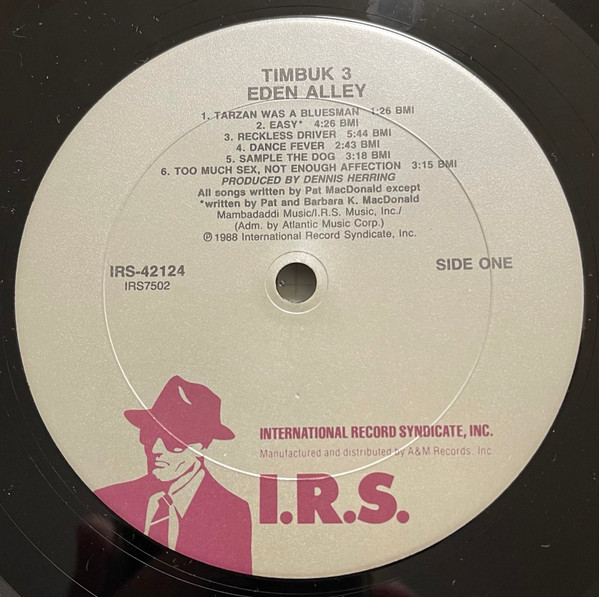 TIMBUK 3
EDEN ALLEY
1. TARZAN WAS A BLUESMAN 1:26 BMI
2. EASY* 4:26 BMI
3. RECKLESS DRIVER 5:44 BMI
4. DANCE FEVER 2:43 BMI
5. SAMPLE THE DOG 3:18 BMI
6. TOO MUCH SEX, NOT ENOUGH AFFECTION 3:15 BMI
PRODUCED BY DENNIS HERRING
All songs written by Pat MacDonald except
*written by Pat and Barbara K. MacDonald
Mambadaddi Music/I.R.S. Music, Inc./
(Adm. by Atlantic Music Corp.)
℗ 1988 International Record Syndicate, Inc.
IRS-42124
IRS7502
SIDE ONE
INTERNATIONAL RECORD SYNDICATE, INC.
Manufactured and distributed by A&M Records, Inc
I.R.S.